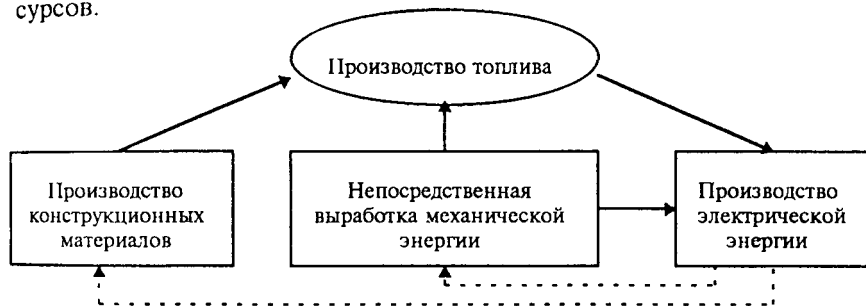 сурсов.
Производство топлива
Производство
конструкционных
материалов
Непосредственная
выработка механической
энергии
Производство
электрической
энергии